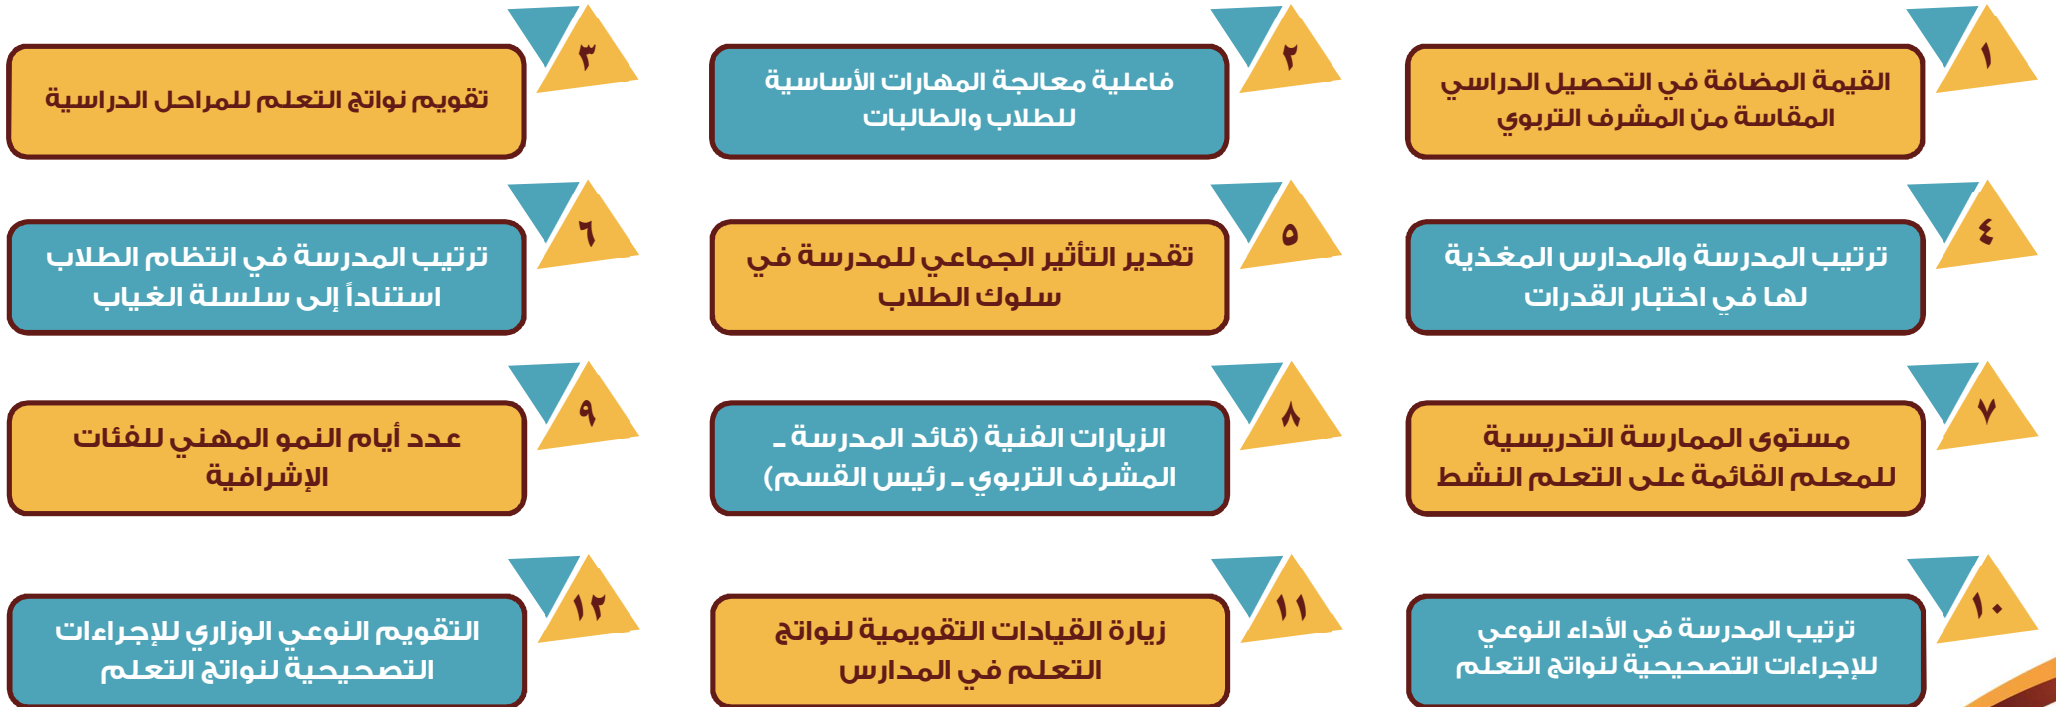 ١
القيمة المضافة في التحصيل الدراسي
المقاسة من المشرف التربوي
٢
فاعلية معالجة المهارات الأساسية
للطلاب والطالبات
٣
تقويم نواتج التعلم للمراحل الدراسية
٤
ترتيب المدرسة والمدارس المغذية
لها في اختبار القدرات
٥
تقدير التأثير الجماعي للمدرسة في
سلوك الطلاب
٦
ترتيب المدرسة في انتظام الطلاب
استناداً إلى سلسلة الغياب
٧
مستوى الممارسة التدريسية
للمعلم القائمة على التعلم النشط
٨
الزيارات الفنية (قائد المدرسة ـ
المشرف التربوي ـ رئيس القسم)
٩
عدد أيام النمو المهني للفئات
الإشرافية
١٠
ترتيب المدرسة في الأداء النوعي
للإجراءات التصحيحية لنواتج التعلم
١١
زيارة القيادات التقويمية لنواتج
التعلم في المدارس
١٢
التقويم النوعي الوزاري للإجراءات
التصحيحية لنواتج التعلم